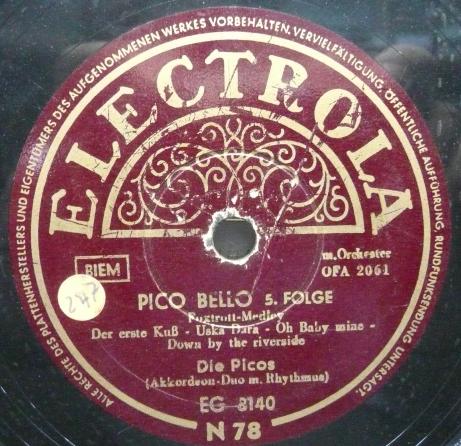 ALLE RECHTE DES PLATTENHERSTELLERS UND EIGENTÜMERS DES AUFGENOMMENEN WERKES VORBEHALTEN. VERVIELFÄLTIGUNG, ÖFFENTLICHE AUFFÜHRUNG, RUNDFUNKSENDUNG UNTERSAGT.
ELECTROLA
BIEM
m. Orchester
OFA 2061
247
PICO BELLO 5. FOLGE
Foxtrott-Medley
Der erste Kuß - Uska Dara - Oh Baby mine -
Down by the riverside
Die Picos
(Akkordeon-Duo m. Rhythmus)
EG 8140
N 78